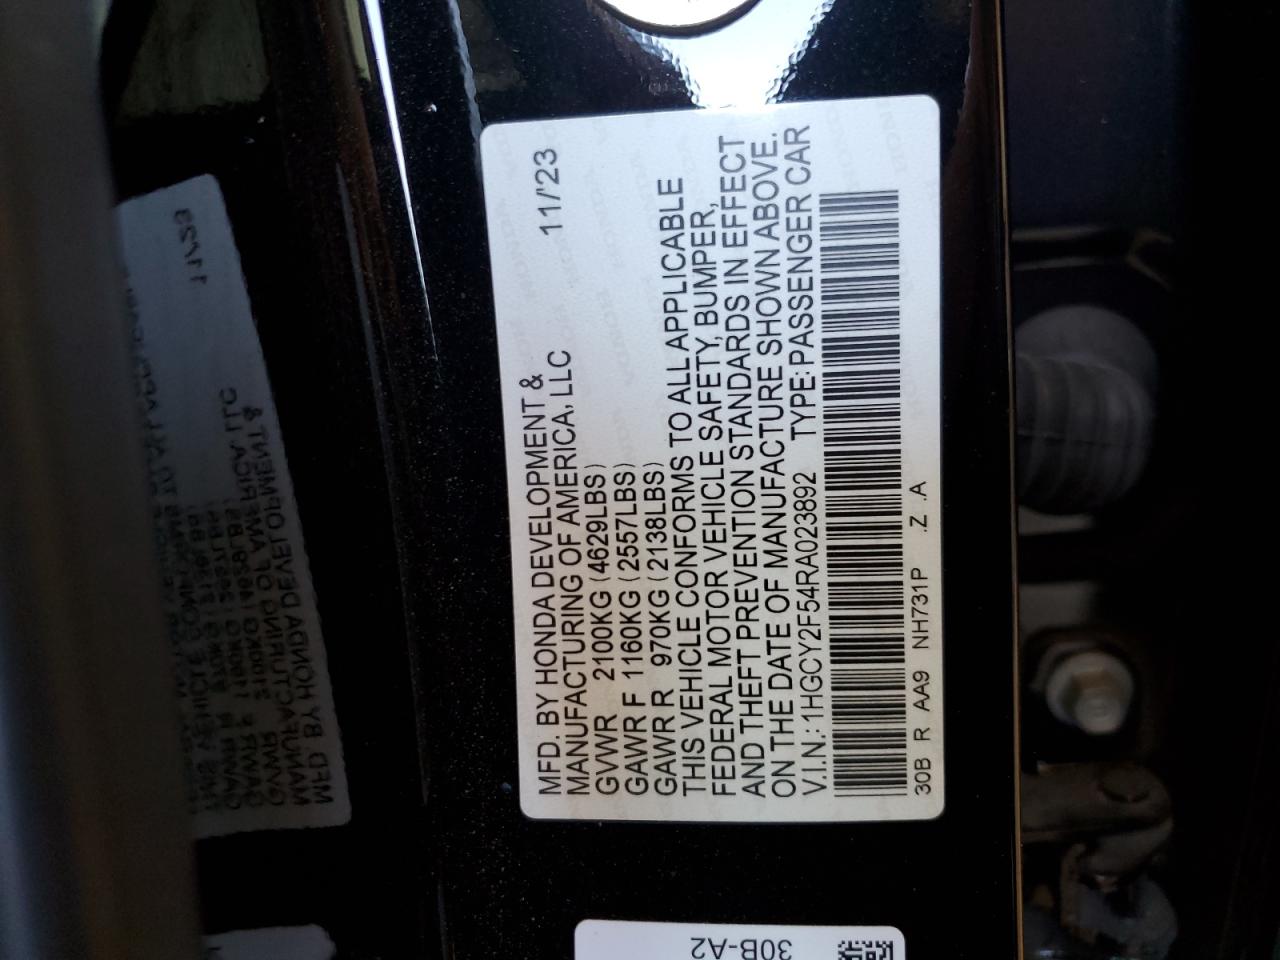 MFD. BY HONDA DEVELOPMENT &
MANUFACTURING OF AMERICA, LLC 11/'23
GVWR 2100KG (4629LBS)
GAWR F 1160KG (2557LBS)
GAWR R 970KG (2138LBS)
THIS VEHICLE CONFORMS TO ALL APPLICABLE
FEDERAL MOTOR VEHICLE SAFETY, BUMPER,
AND THEFT PREVENTION STANDARDS IN EFFECT
ON THE DATE OF MANUFACTURE SHOWN ABOVE.
V.I.N.: 1HGCY2F54RA023892 TYPE: PASSENGER CAR
30B R AA9 NH731P .Z .A
30B-A2